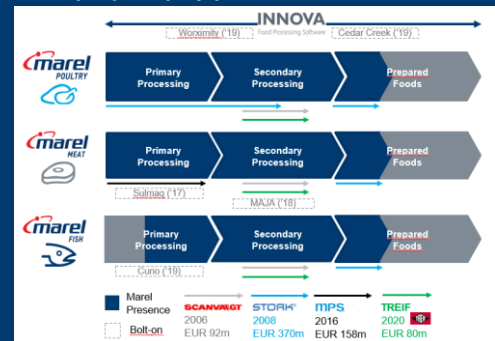 INNOVA
Food Processing Software
Worximity ('19)
Cedar Creek ('19)
marel
POULTRY
Primary
Processing
Secondary
Processing
Prepared
Foods
marel
MEAT
Primary
Processing
Secondary
Processing
Prepared
Foods
Sulmaq ('17)
MAJA ('18)
marel
FISH
Primary
Processing
Secondary
Processing
Prepared
Foods
Curio ('19)
Marel
Presence
Bolt-on
SCANVAEGT
2006
EUR 92m
STORK
2008
EUR 370m
MPS
2016
EUR 158m
TREIF
2020
EUR 80m